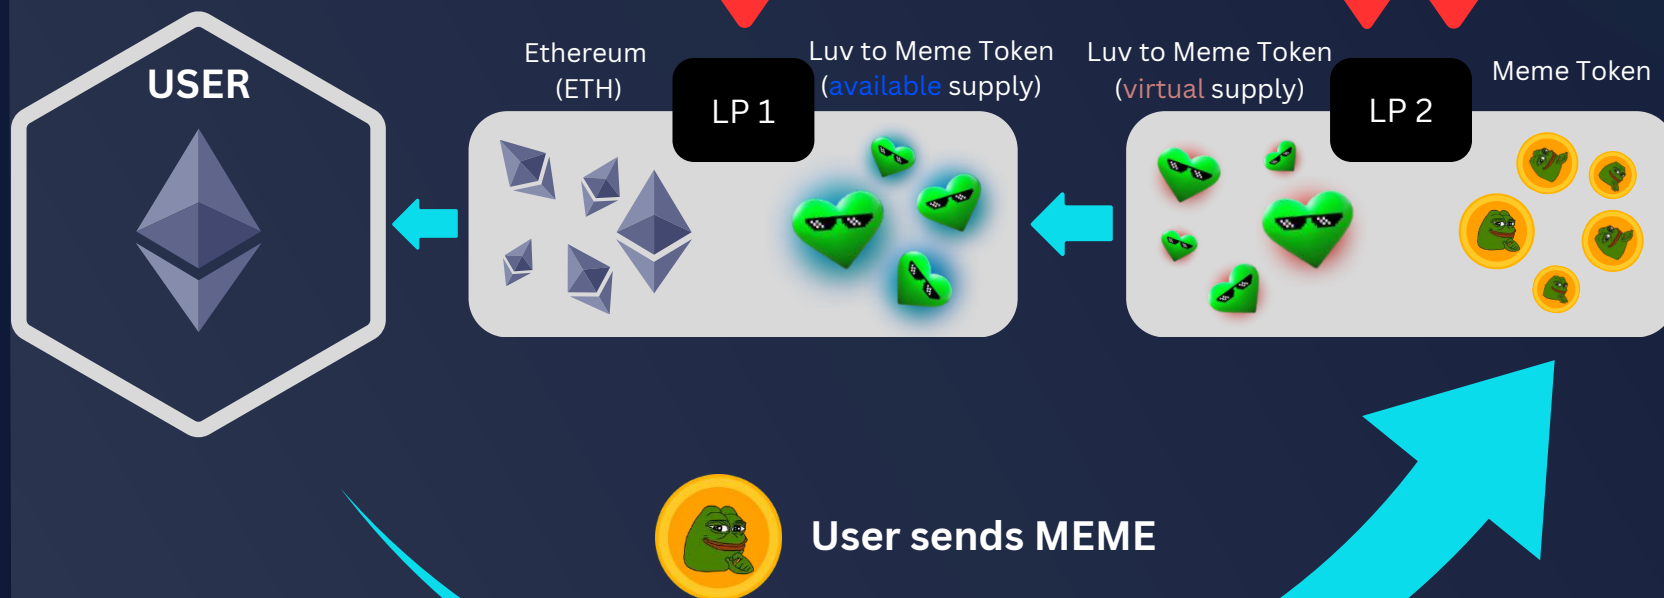 USER
Ethereum
(ETH)
LP 1
Luv to Meme Token
(available supply)
Luv to Meme Token
(virtual supply)
LP 2
Meme Token
User sends MEME